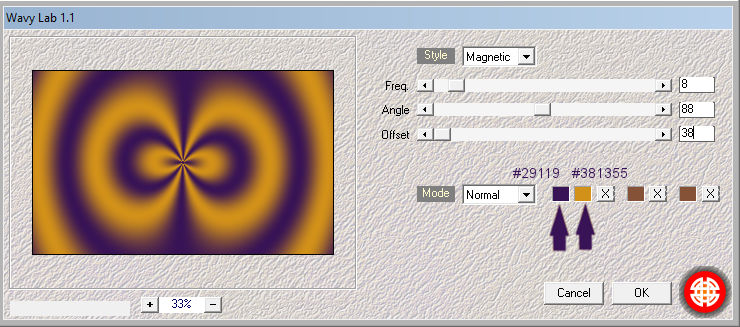 Wavy Lab 1.1
Style Magnetic
Freq. 8
Angle 88
Offset 38
#29119 #381355
Mode Normal X X X
+ 33% -
Cancel OK